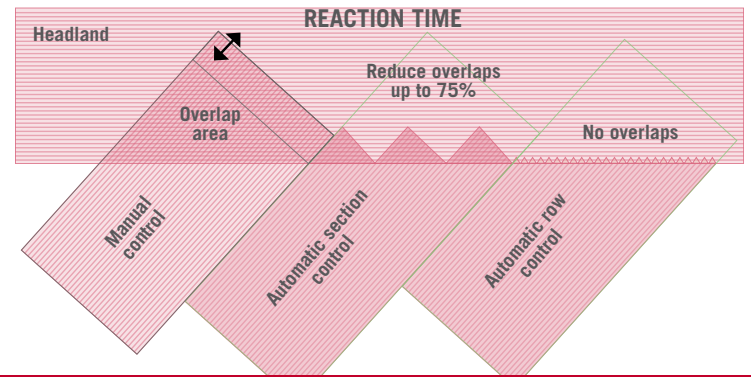 REACTION TIME
Headland
Reduce overlaps
up to 75%
Overlap
area
No overlaps
Manual
control
Automatic section
control
Automatic row
control